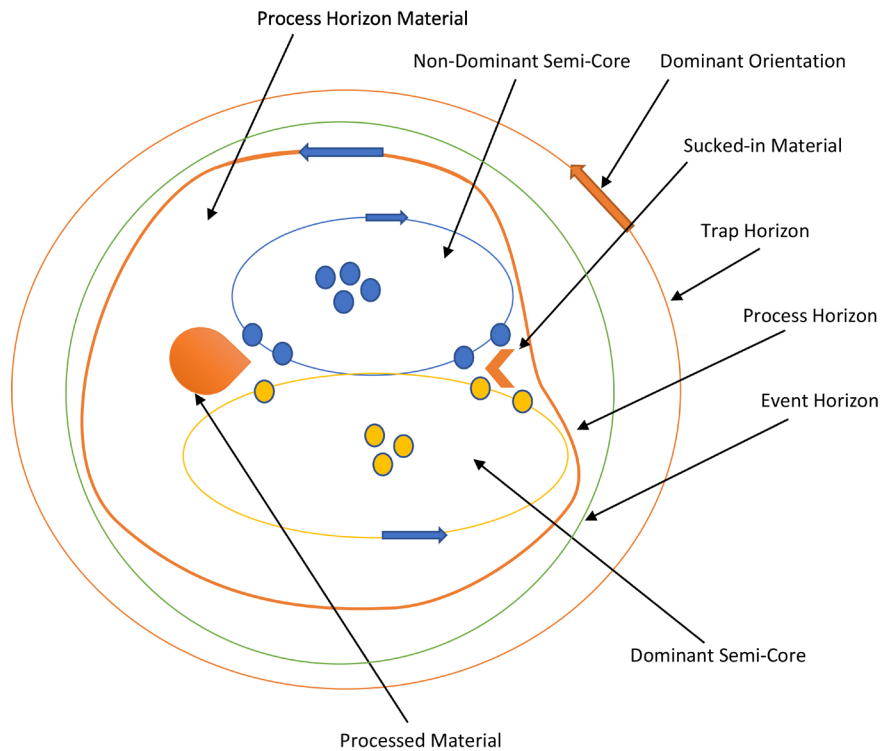 Process Horizon Material
Non-Dominant Semi-Core
Dominant Orientation
Sucked-in Material
Trap Horizon
Process Horizon
Event Horizon
Dominant Semi-Core
Processed Material